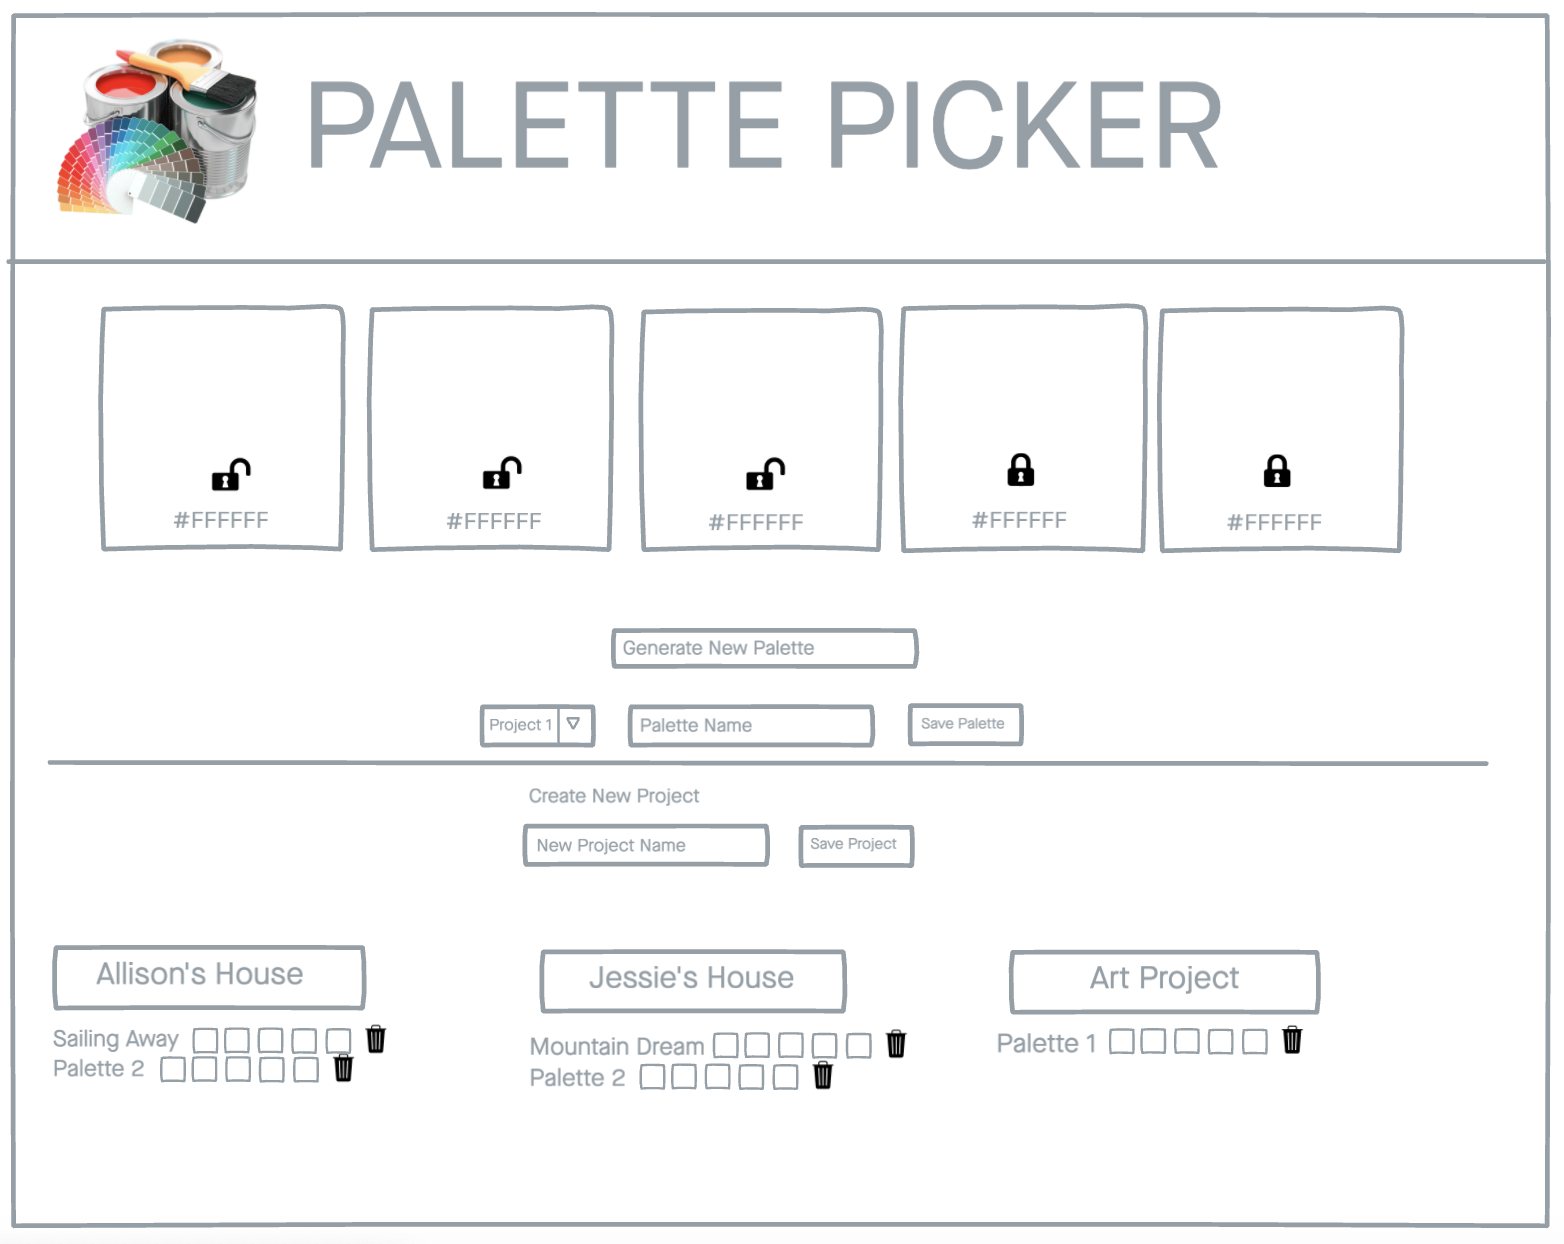 PALETTE PICKER
#FFFFFF #FFFFFF #FFFFFF #FFFFFF #FFFFFF
Generate New Palette
Project 1 Palette Name Save Palette
Create New Project
New Project Name Save Project
Allison's House
Sailing Away
Palette 2
Jessie's House
Mountain Dream
Palette 2
Art Project
Palette 1